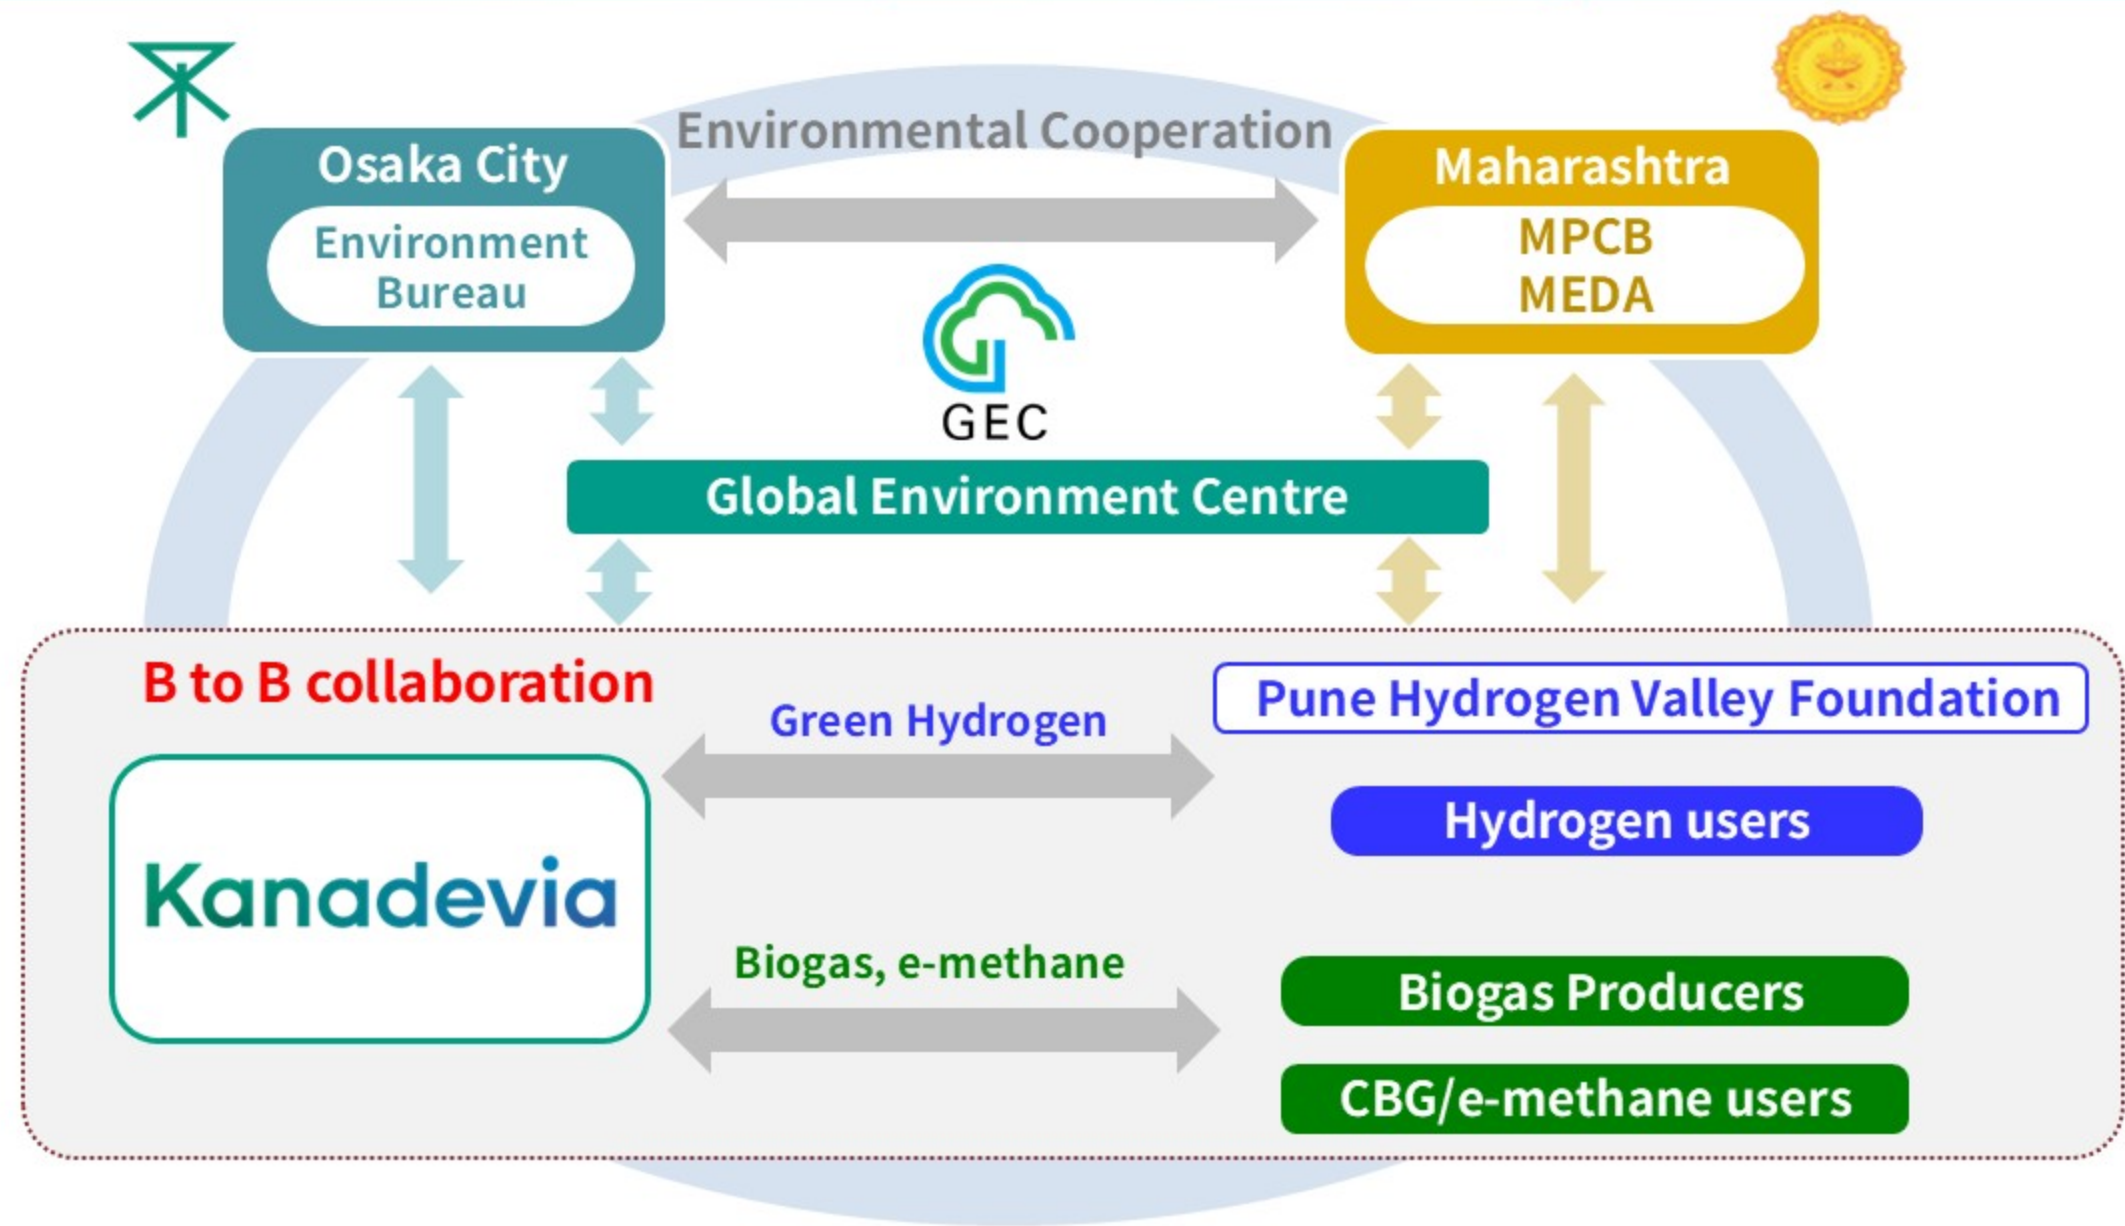 Environmental Cooperation
Osaka City
Environment
Bureau
Maharashtra
MPCB
MEDA
GEC
Global Environment Centre
B to B collaboration
Green Hydrogen
Pune Hydrogen Valley Foundation
Hydrogen users
Kanadevia
Biogas, e-methane
Biogas Producers
CBG/e-methane users